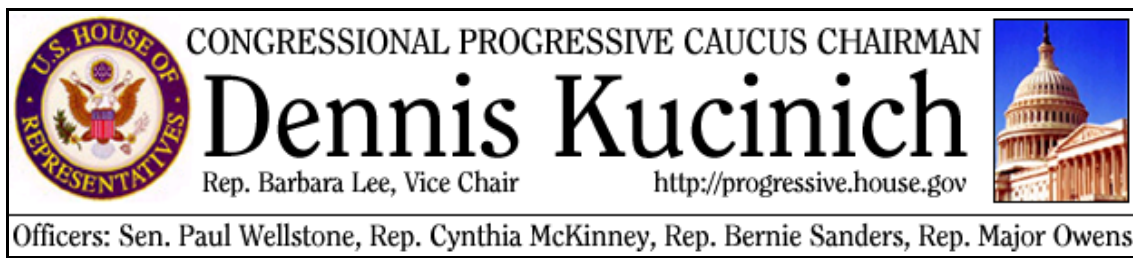 U.S. HOUSE OF REPRESENTATIVES
CONGRESSIONAL PROGRESSIVE CAUCUS CHAIRMAN
Dennis Kucinich
Rep. Barbara Lee, Vice Chair
http://progressive.house.gov
Officers: Sen. Paul Wellstone, Rep. Cynthia McKinney, Rep. Bernie Sanders, Rep. Major Owens